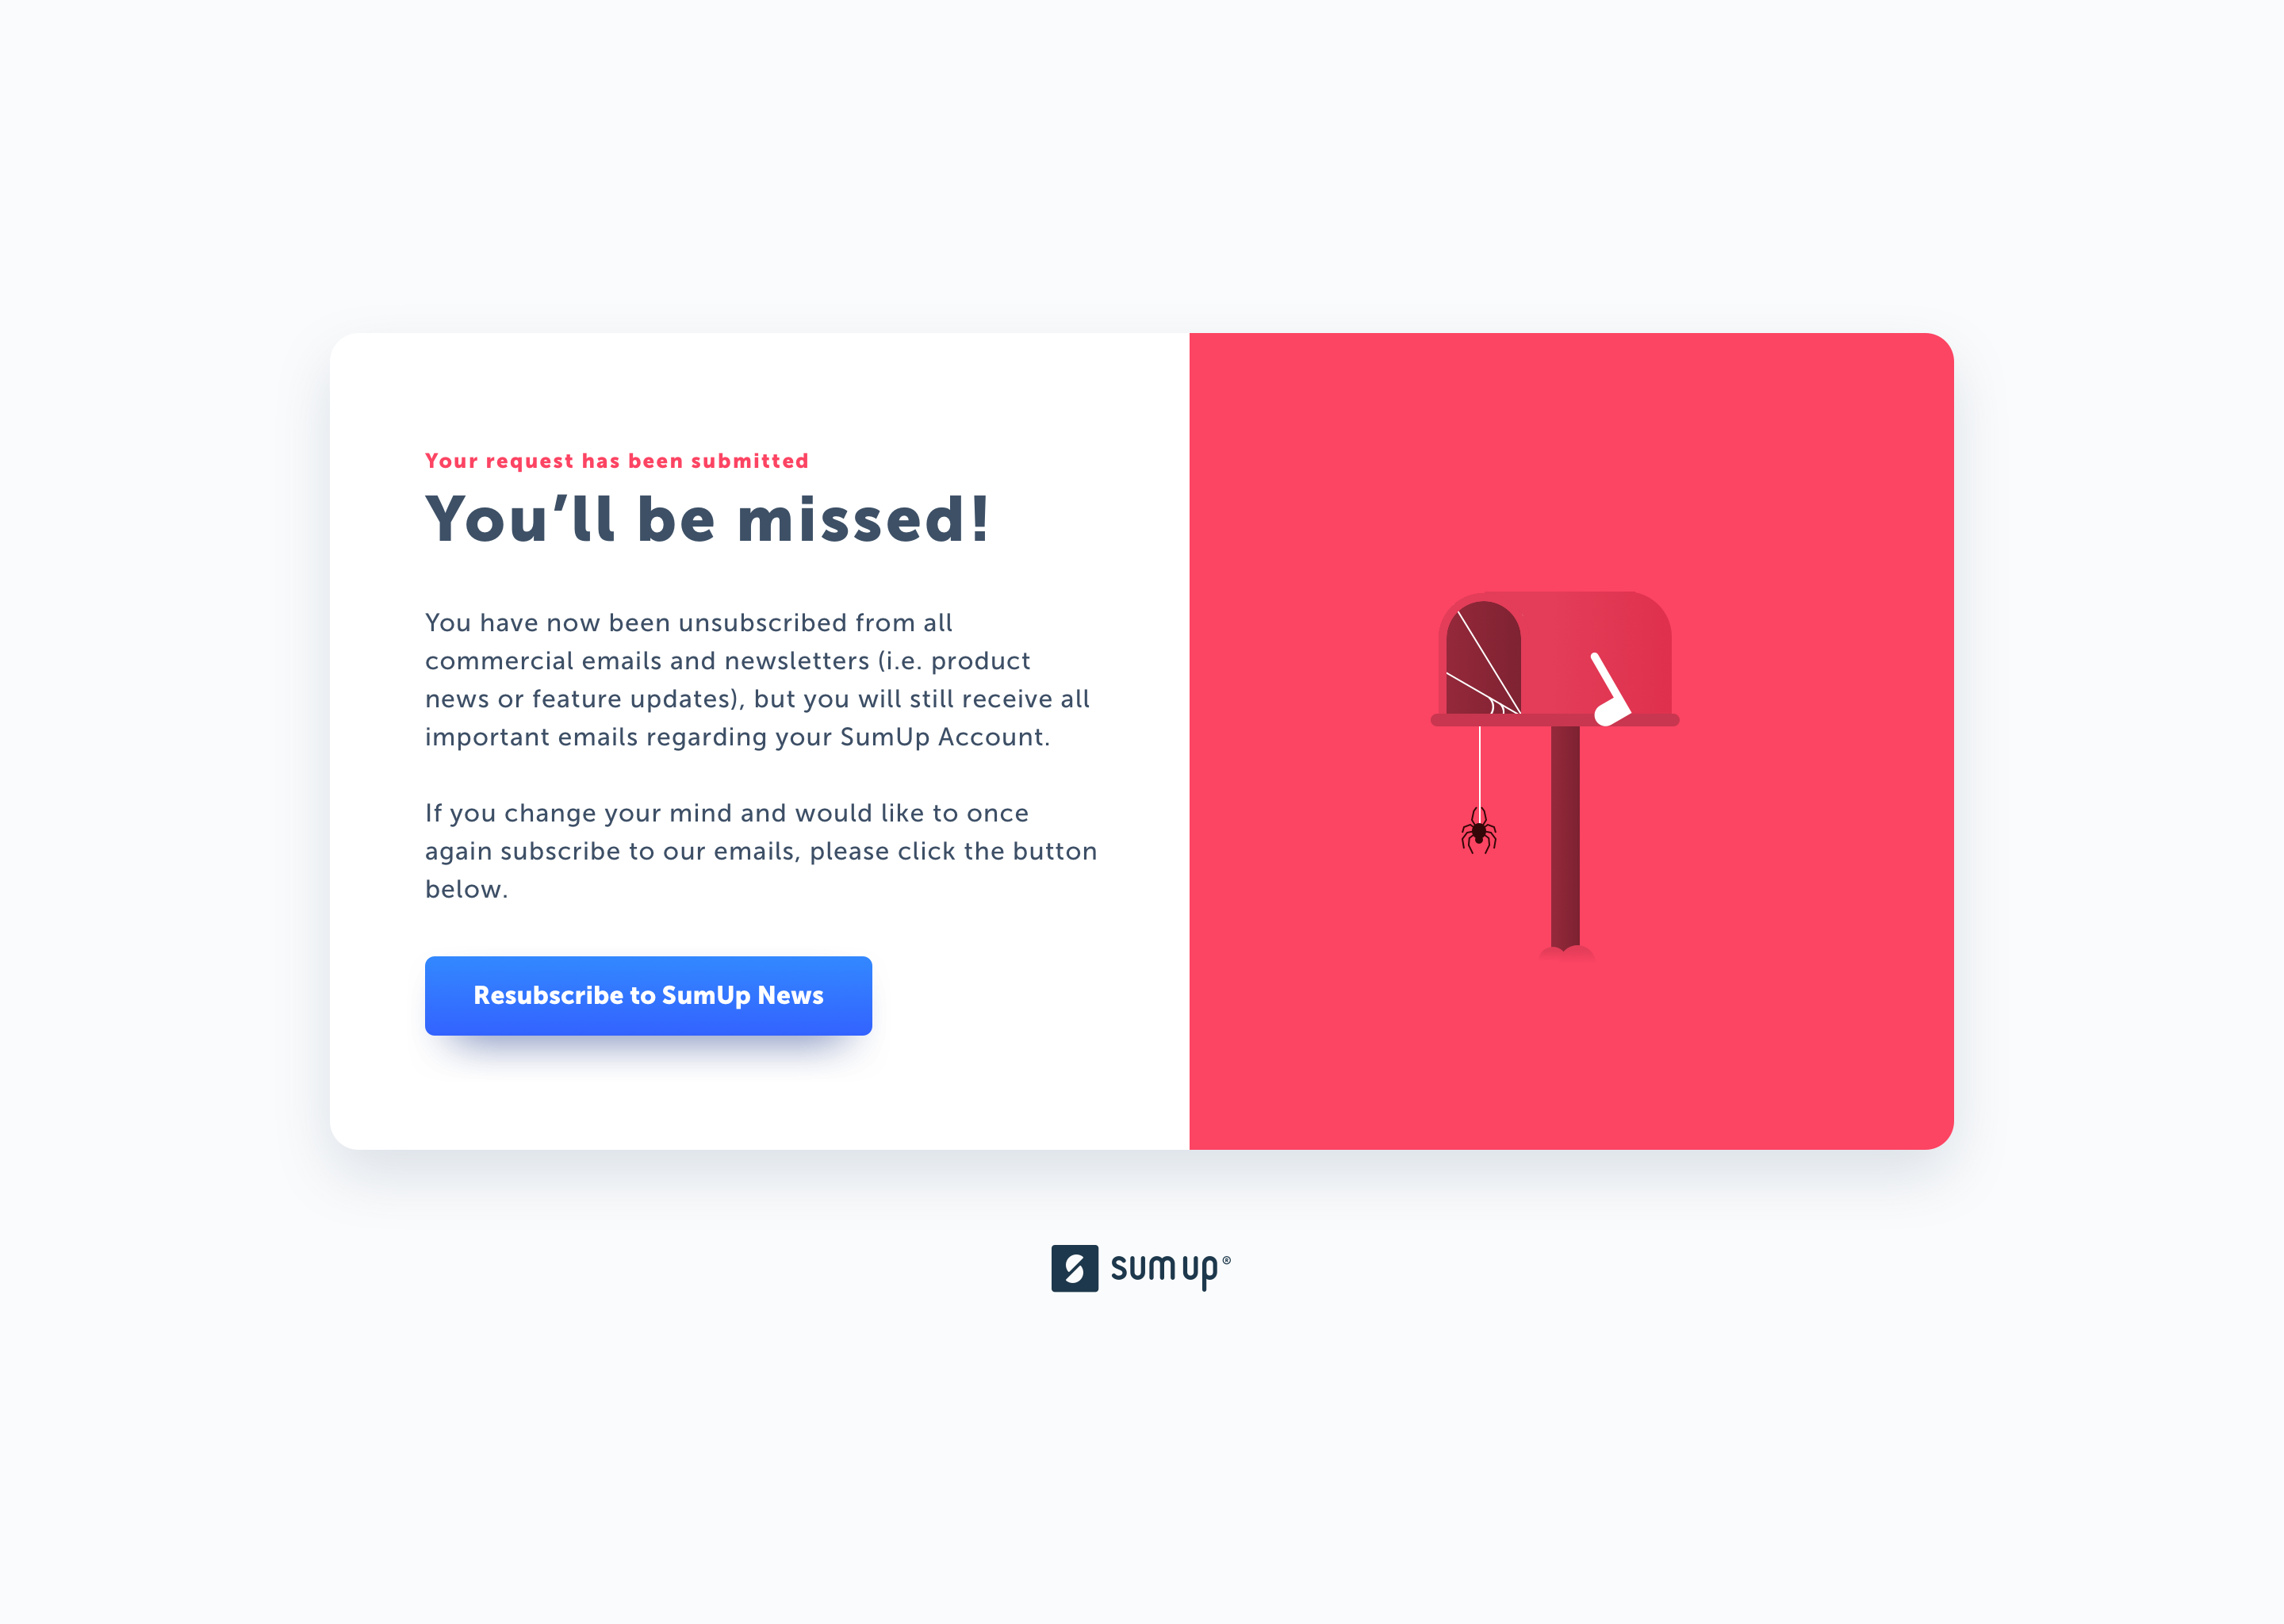 Your request has been submitted
You’ll be missed!
You have now been unsubscribed from all
commercial emails and newsletters (i.e. product
news or feature updates), but you will still receive all
important emails regarding your SumUp Account.
If you change your mind and would like to once
again subscribe to our emails, please click the button
below.
Resubscribe to SumUp News
sumup®